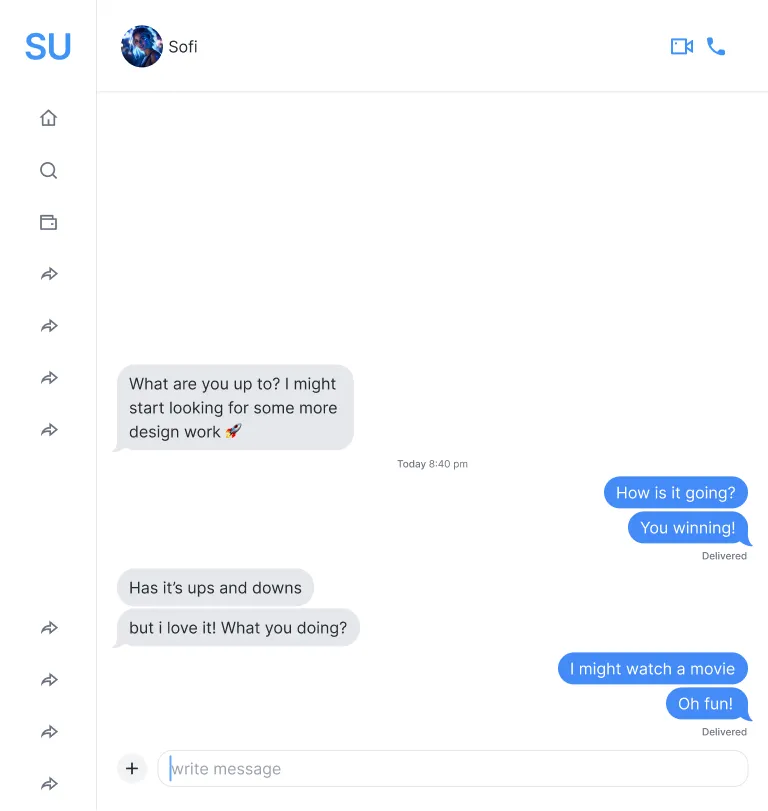 SU
Sofi
What are you up to? I might
start looking for some more
design work 🚀
Today 8:40 pm
How is it going?
You winning!
Delivered
Has it’s ups and downs
but i love it! What you doing?
I might watch a movie
Oh fun!
Delivered
write message